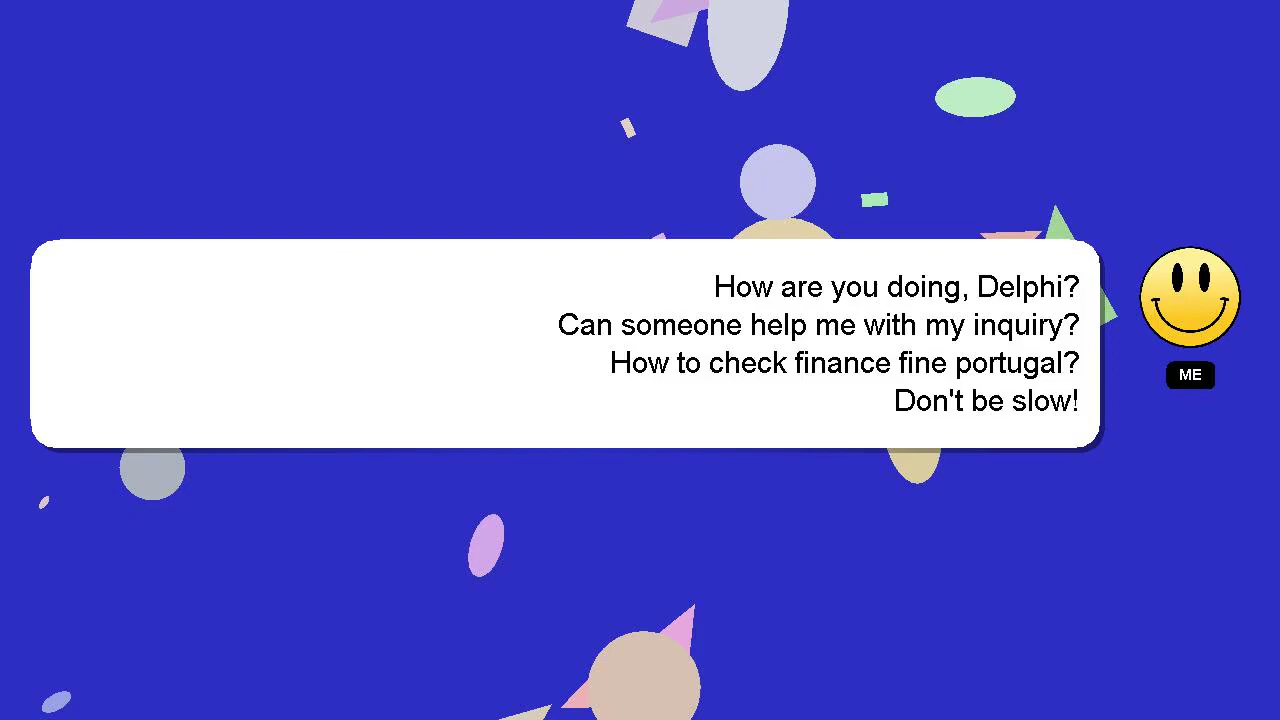 How are you doing, Delphi?
Can someone help me with my inquiry?
How to check finance fine portugal?
Don't be slow!
ME